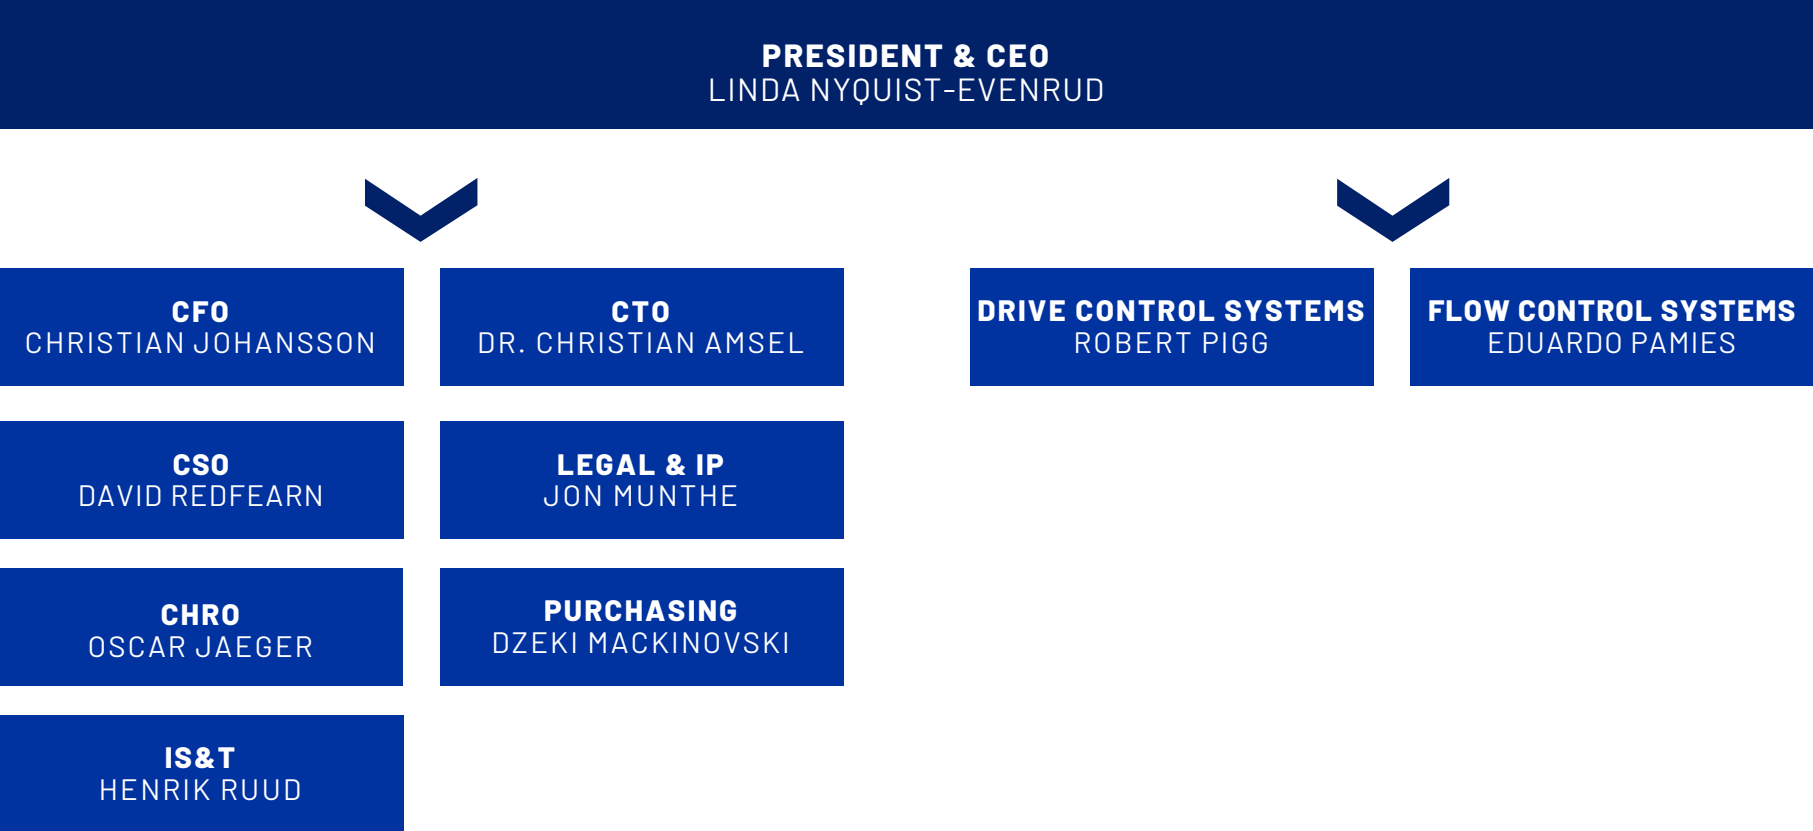 PRESIDENT & CEO
LINDA NYQUIST-EVENRUD
CFO
CHRISTIAN JOHANSSON
CTO
DR. CHRISTIAN AMSEL
DRIVE CONTROL SYSTEMS
ROBERT PIGG
FLOW CONTROL SYSTEMS
EDUARDO PAMIES
CSO
DAVID REDFEARN
LEGAL & IP
JON MUNTHE
CHRO
OSCAR JAEGER
PURCHASING
DZEKI MACKINOVSKI
IS&T
HENRIK RUUD